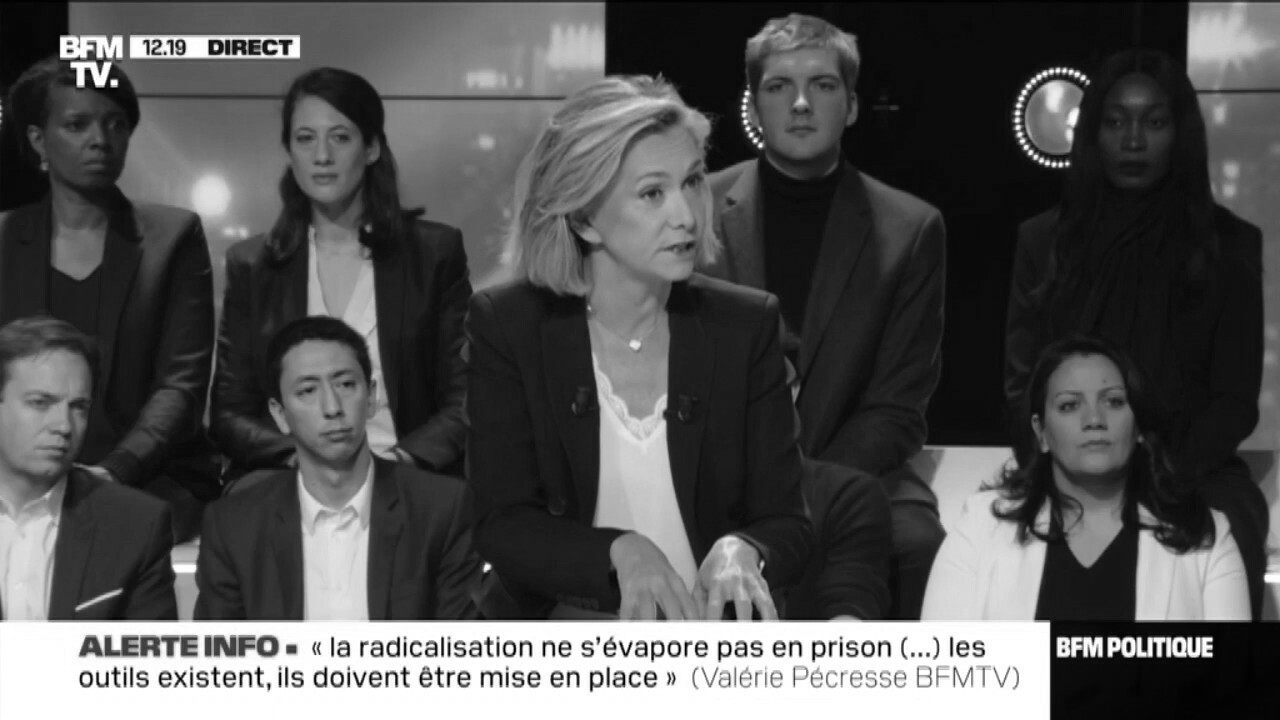 BFM
TV.
12.19 DIRECT
ALERTE INFO ▪ « la radicalisation ne s'évapore pas en prison (...) les
outils existent, ils doivent être mise en place » (Valérie Pécresse BFMTV)
BFM POLITIQUE